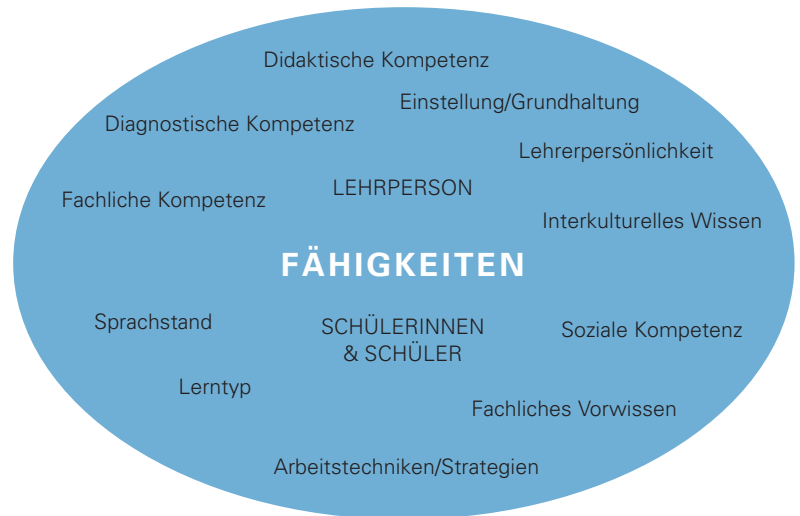 Didaktische Kompetenz
Einstellung/Grundhaltung
Diagnostische Kompetenz
Lehrerpersönlichkeit
LEHRPERSON
Fachliche Kompetenz
Interkulturelles Wissen
FÄHIGKEITEN
Sprachstand
SCHÜLERINNEN
& SCHÜLER
Soziale Kompetenz
Lerntyp
Fachliches Vorwissen
Arbeitstechniken/Strategien